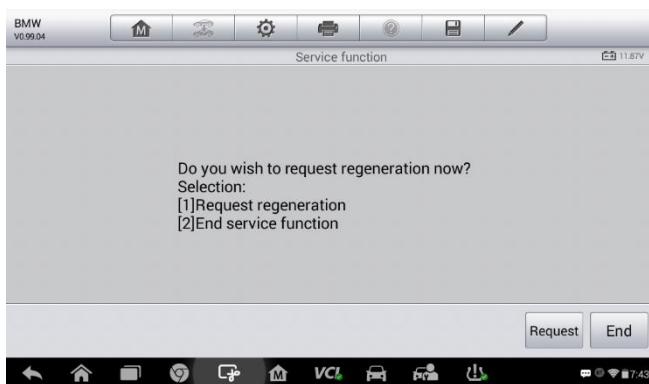 BMW
V0.99.04
M
Service function
11.87V
Do you wish to request regeneration now?
Selection:
[1]Request regeneration
[2]End service function
Request
End
M
VCI
7:43